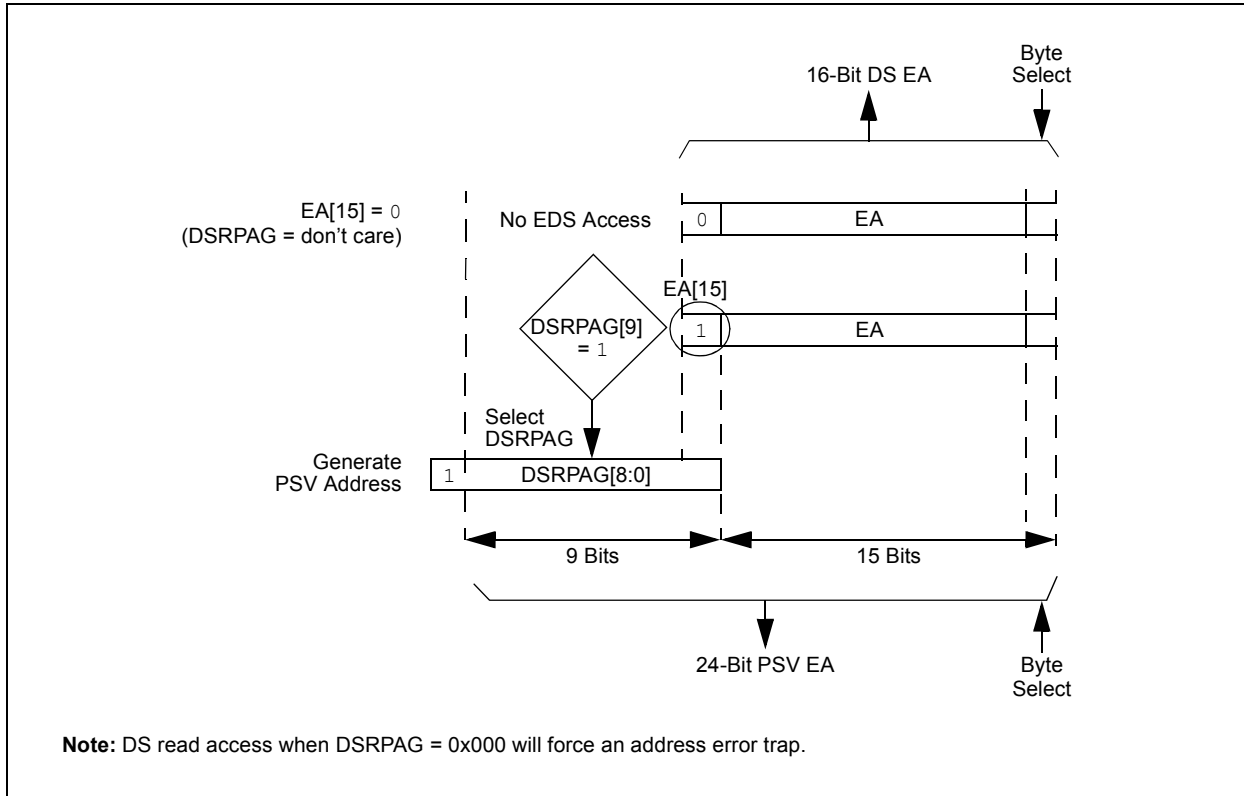 16-Bit DS EA
Byte
Select
EA[15] = 0
(DSRPAG = don't care)
No EDS Access
0
EA
EA[15]
DSRPAG[9]
= 1
1
EA
Select
DSRPAG
Generate
PSV Address
1
DSRPAG[8:0]
9 Bits
15 Bits
24-Bit PSV EA
Byte
Select
Note: DS read access when DSRPAG = 0x000 will force an address error trap.